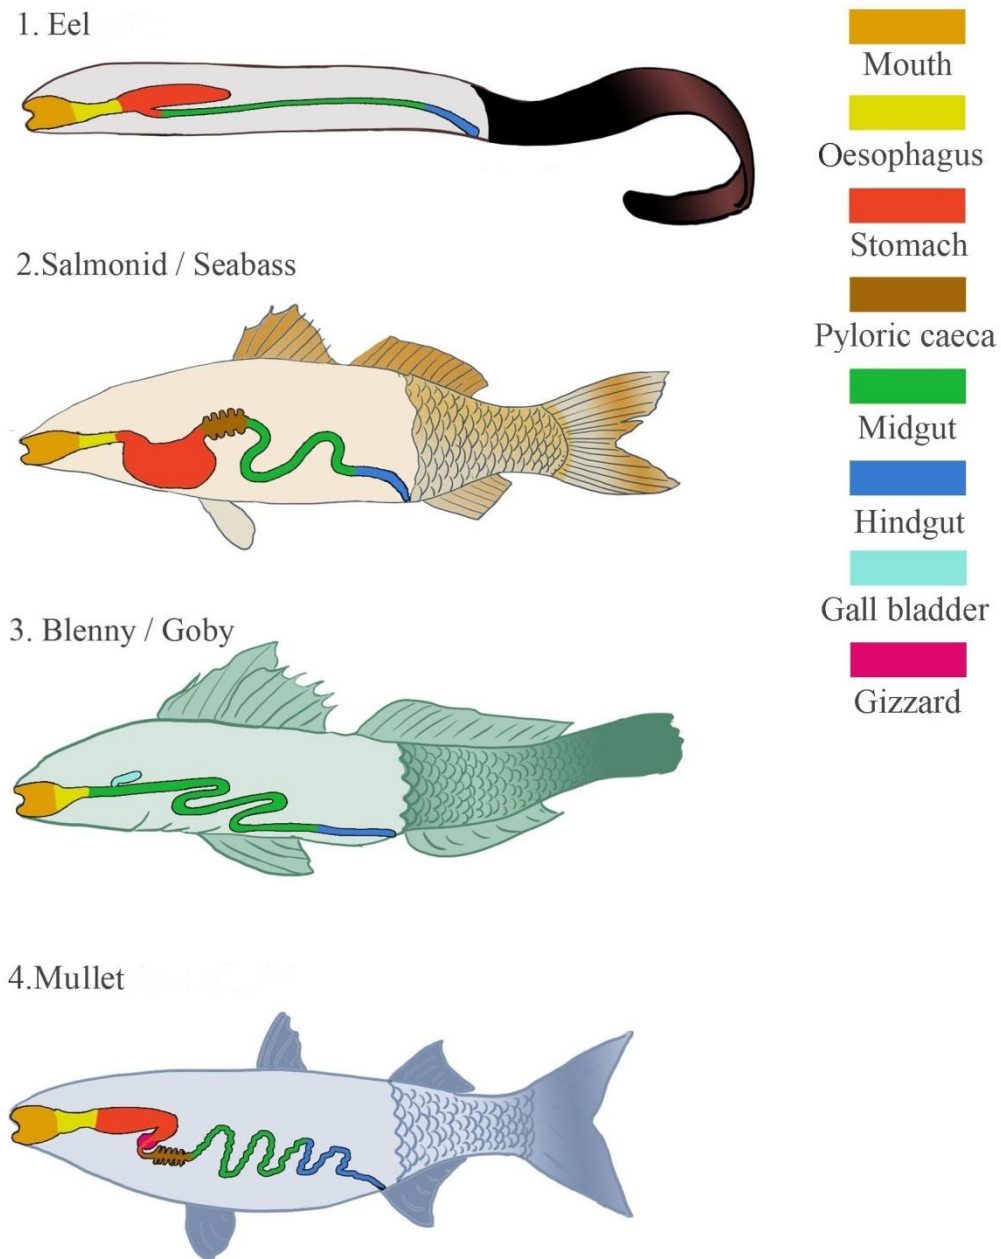 1. Eel
Mouth
Oesophagus
Stomach
2.Salmonid / Seabass
Pyloric caeca
Midgut
Hindgut
Gall bladder
3. Blenny / Goby
Gizzard
4.Mullet